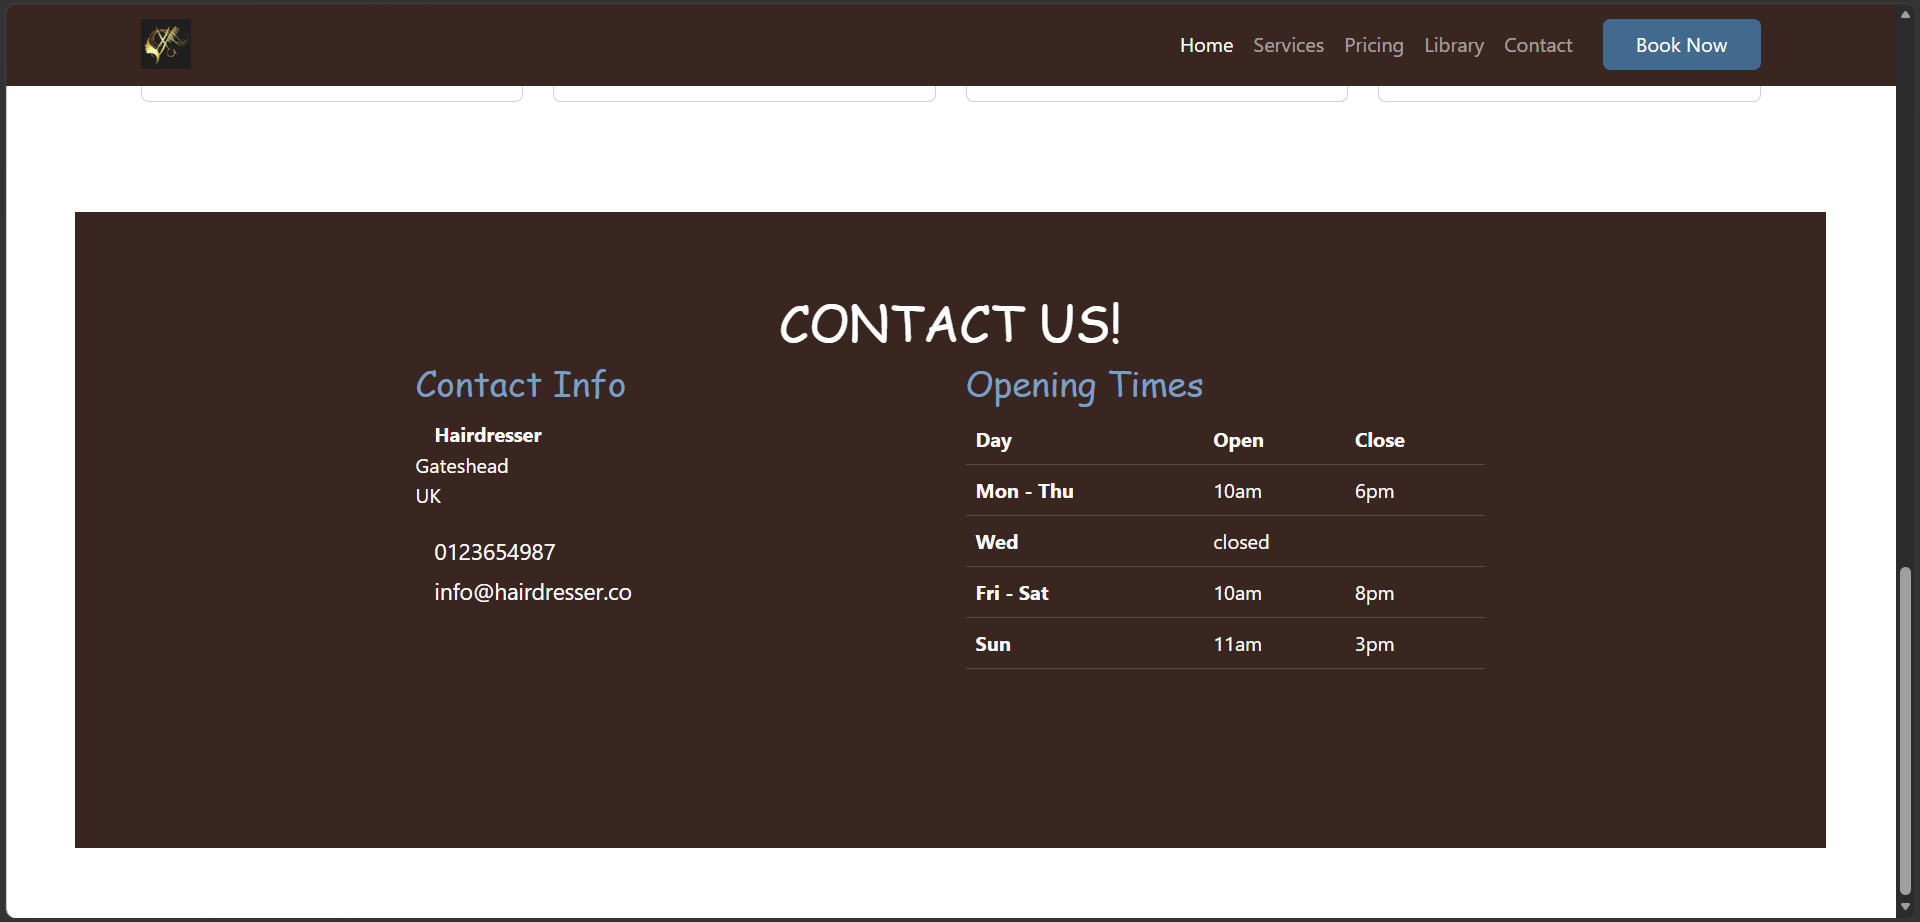 Home Services Pricing Library Contact Book Now
CONTACT US!
Contact Info
Hairdresser
Gateshead
UK
0123654987
info@hairdresser.co
Opening Times
Day Open Close
Mon - Thu 10am 6pm
Wed closed
Fri - Sat 10am 8pm
Sun 11am 3pm